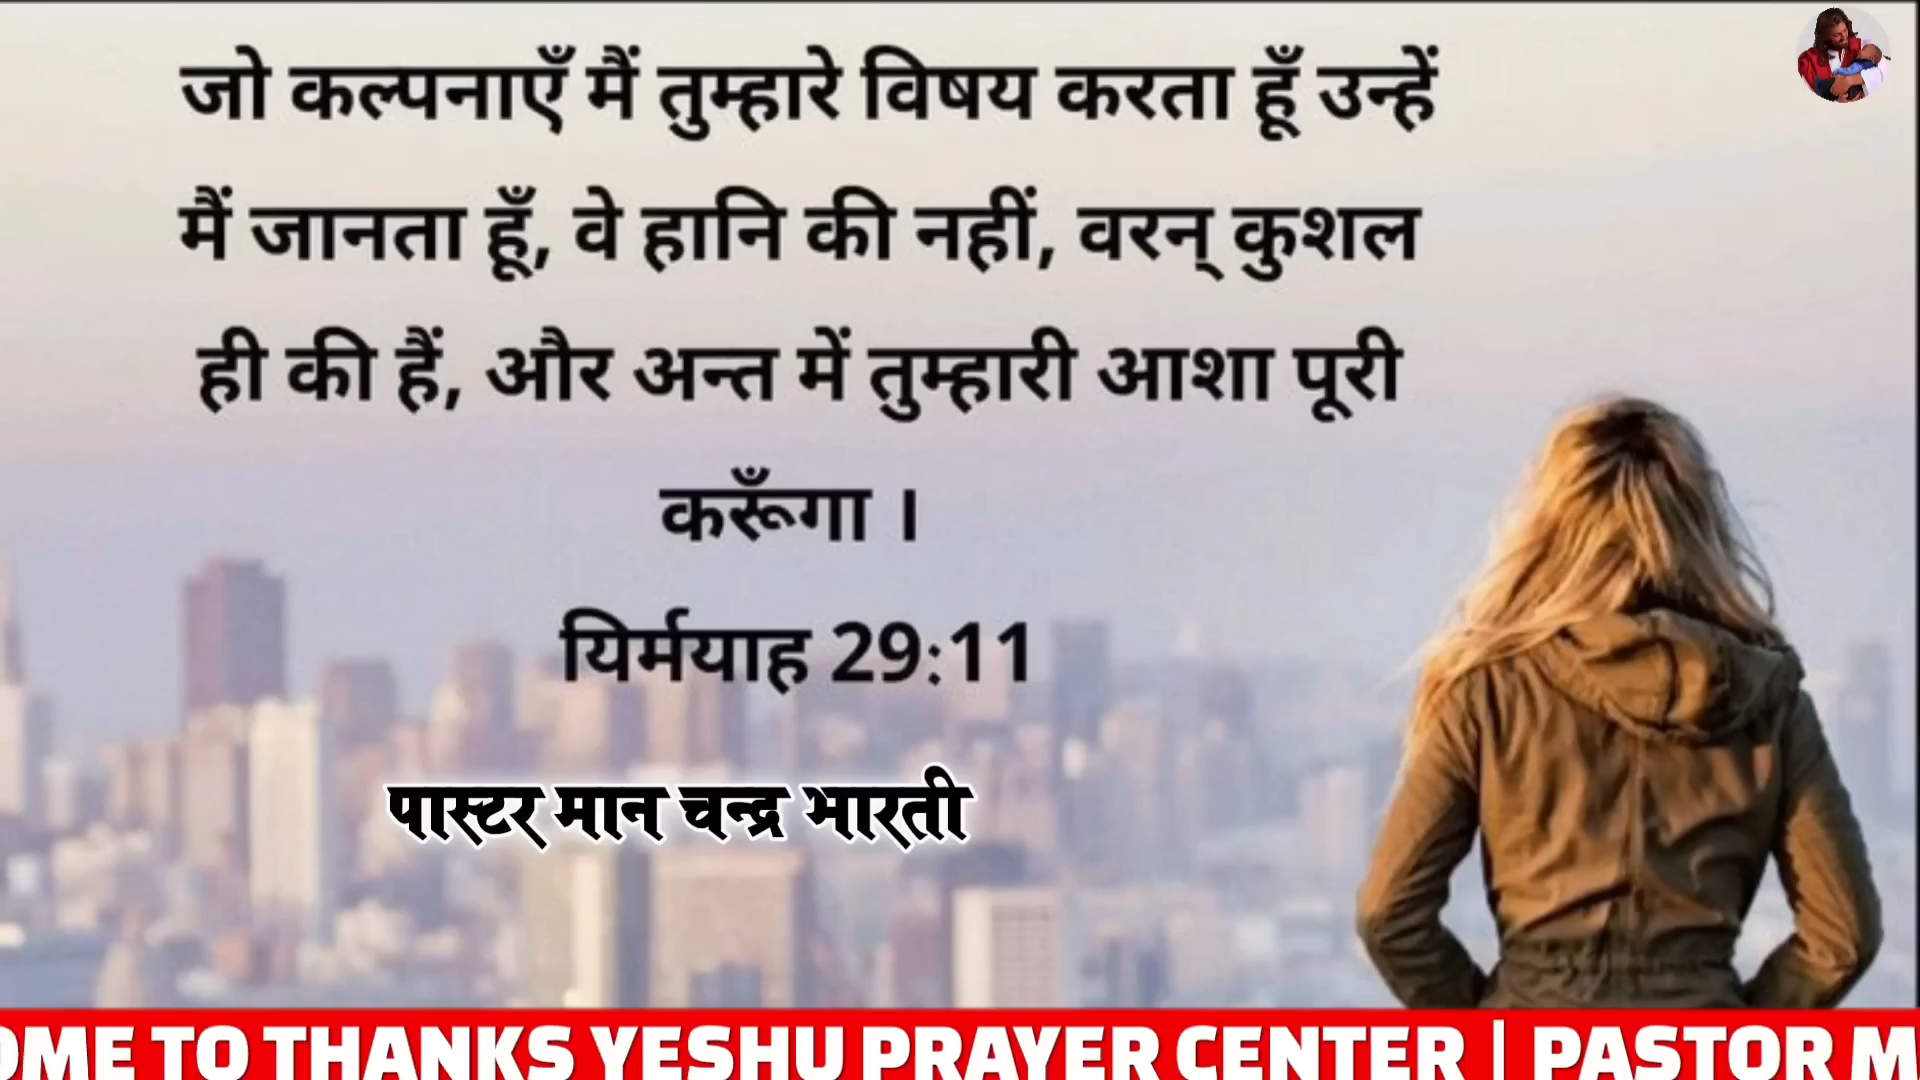 जो कल्पनाएँ मैं तुम्हारे विषय करता हूँ उन्हें
मैं जानता हूँ, वे हानि की नहीं, वरन् कुशल
ही की हैं, और अन्त में तुम्हारी आशा पूरी
करूँगा ।
यिर्मयाह 29:11
पास्टर मान चन्द्र भारती
OME TO THANKS YESHU PRAYER CENTER | PASTOR M